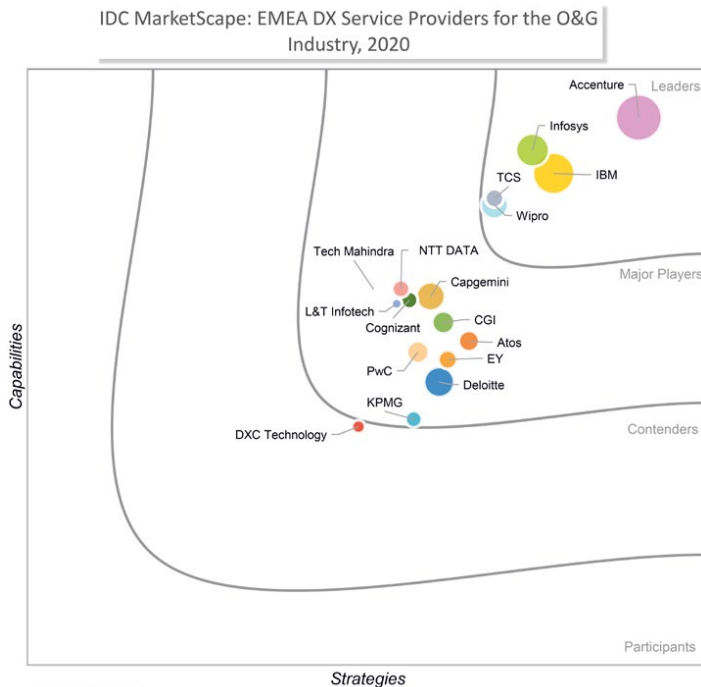 IDC MarketScape: EMEA DX Service Providers for the O&G
Industry, 2020
Leaders
Accenture
Infosys
IBM
TCS
Wipro
Major Players
Tech Mahindra
NTT DATA
Capgemini
L&T Infotech
Cognizant
CGI
Atos
EY
PwC
Deloitte
KPMG
DXC Technology
Contenders
Participants
Capabilities
Strategies